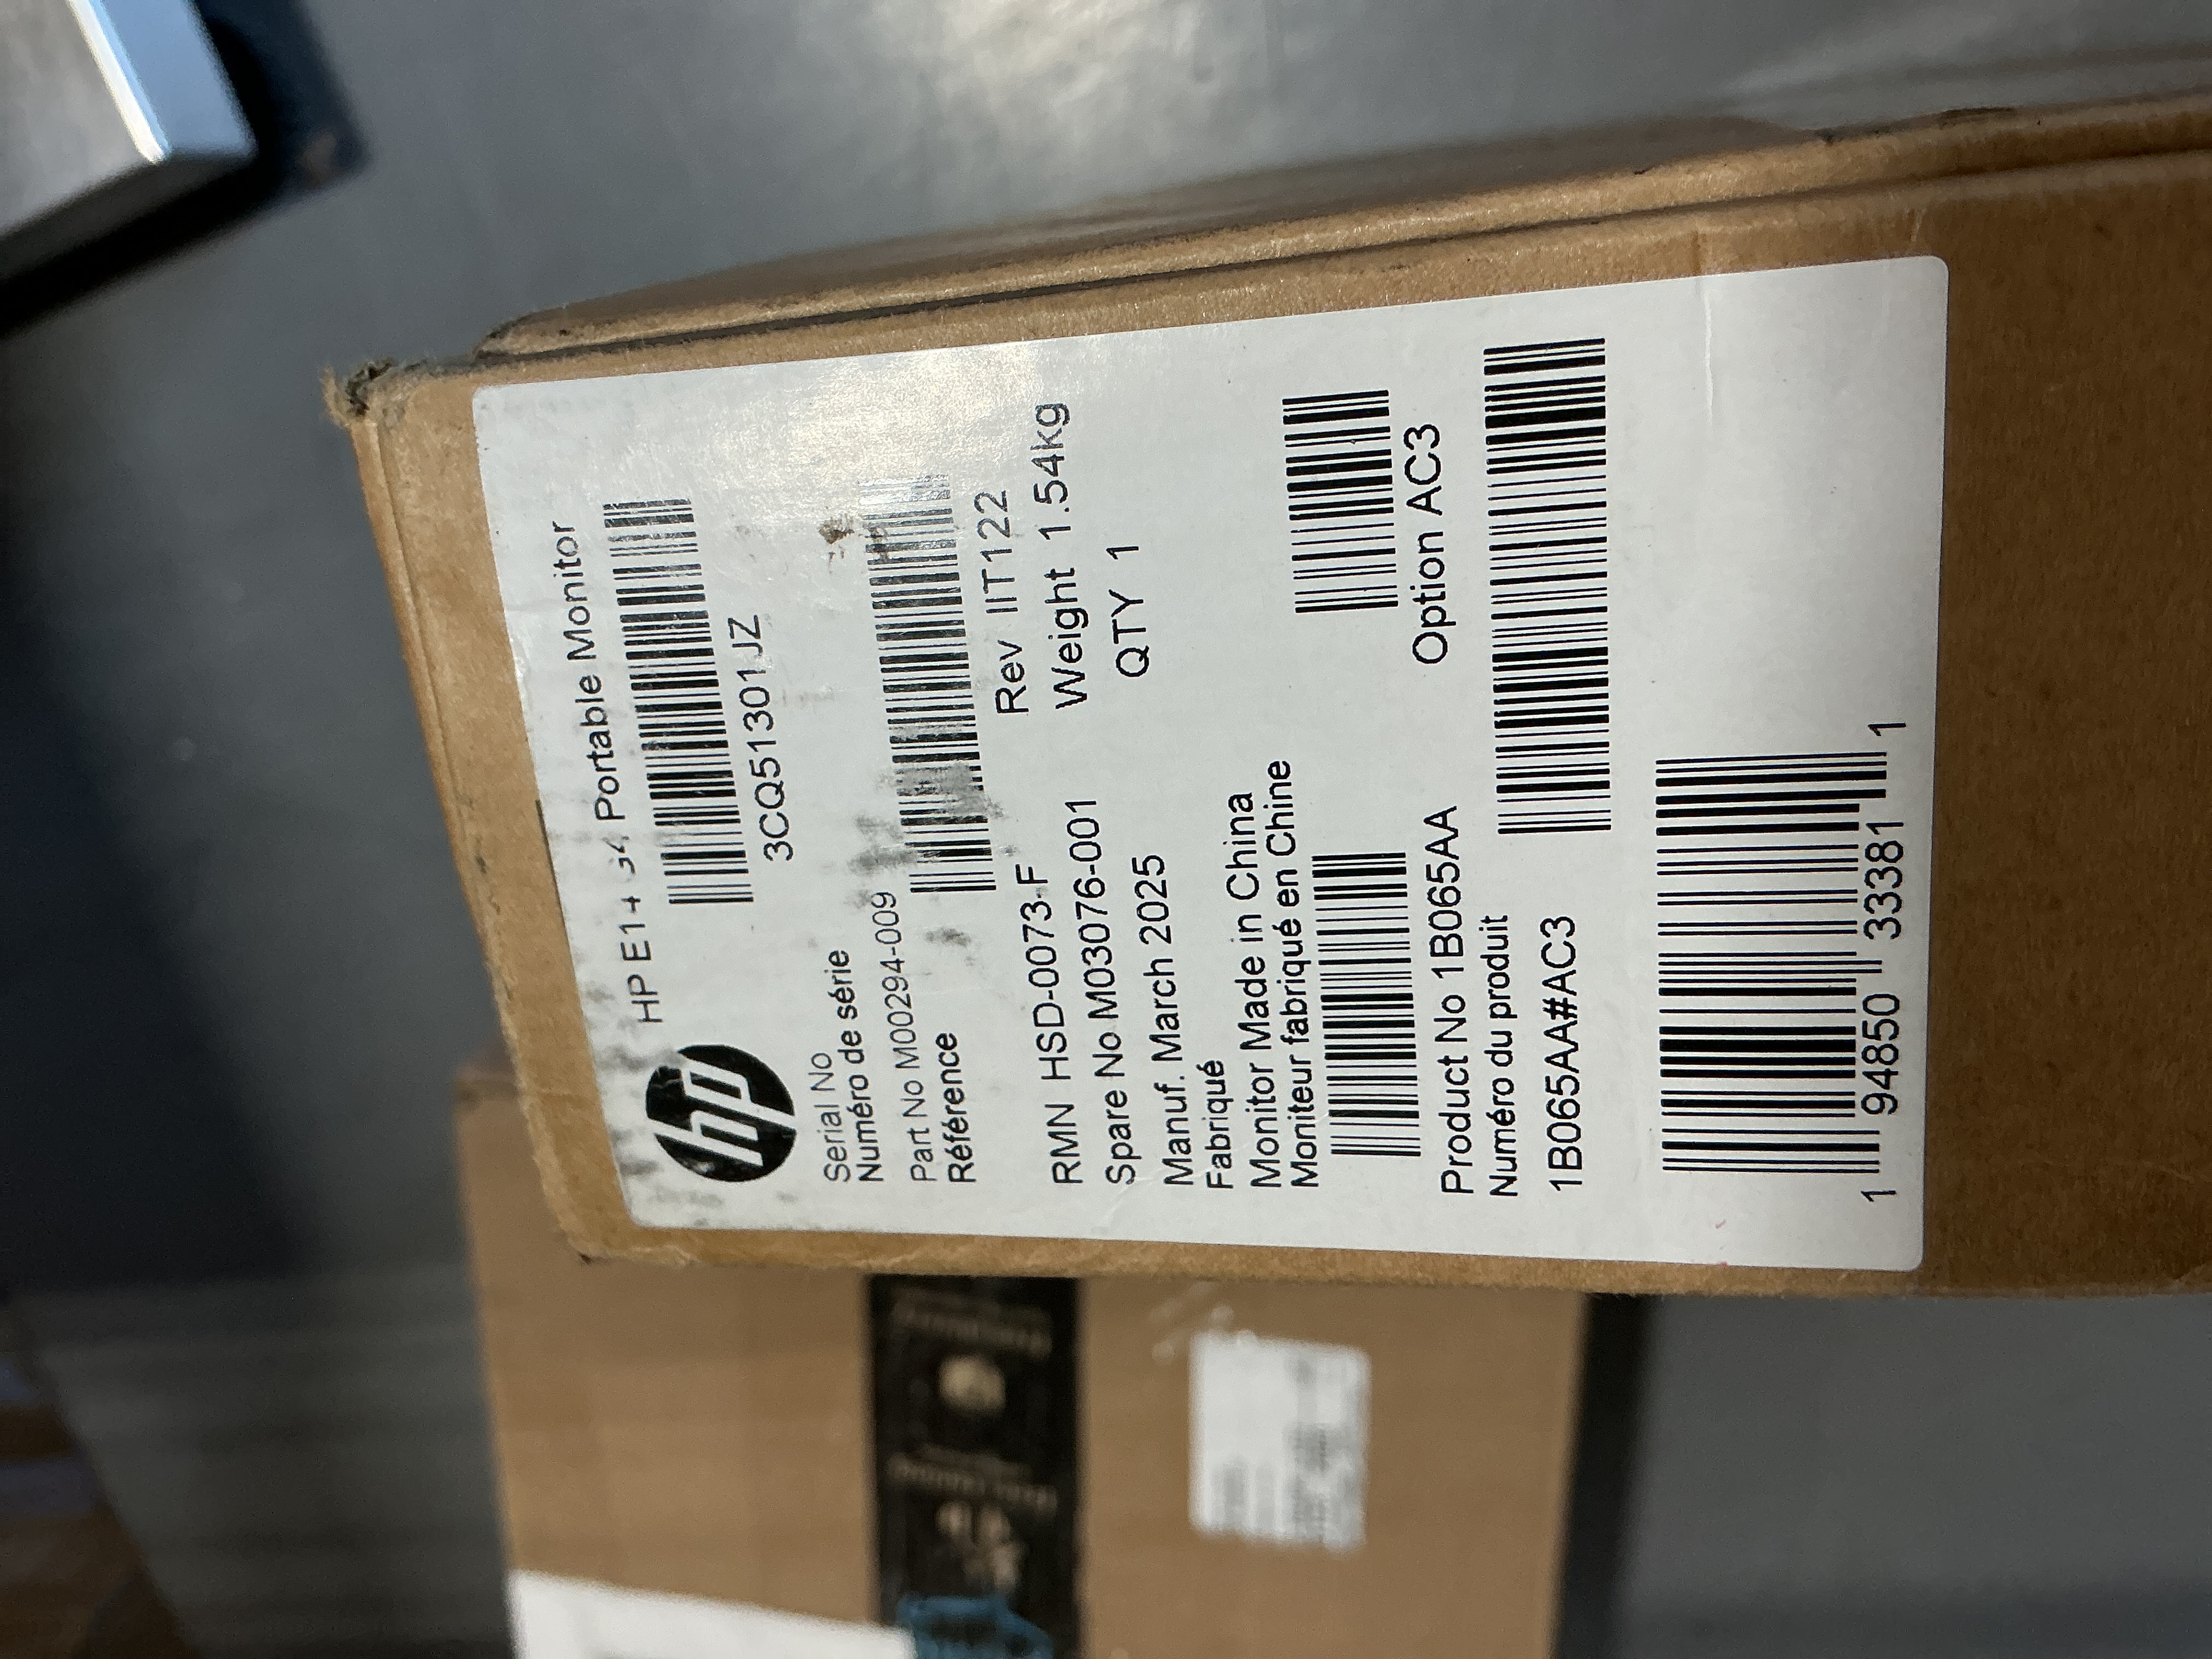 hp
HP E14 G4 Portable Monitor
3CQ51301JZ
Serial No
Numéro de série
Part No M00294-009
Référence
RMN HSD-0073-F Rev IIT122
Spare No M03076-001 Weight 1.54kg
Manuf. March 2025 QTY 1
Fabriqué
Monitor Made in China
Moniteur fabriqué en Chine
Product No 1B065AA Option AC3
Numéro du produit
1B065AA#AC3
1 94850 33381 1